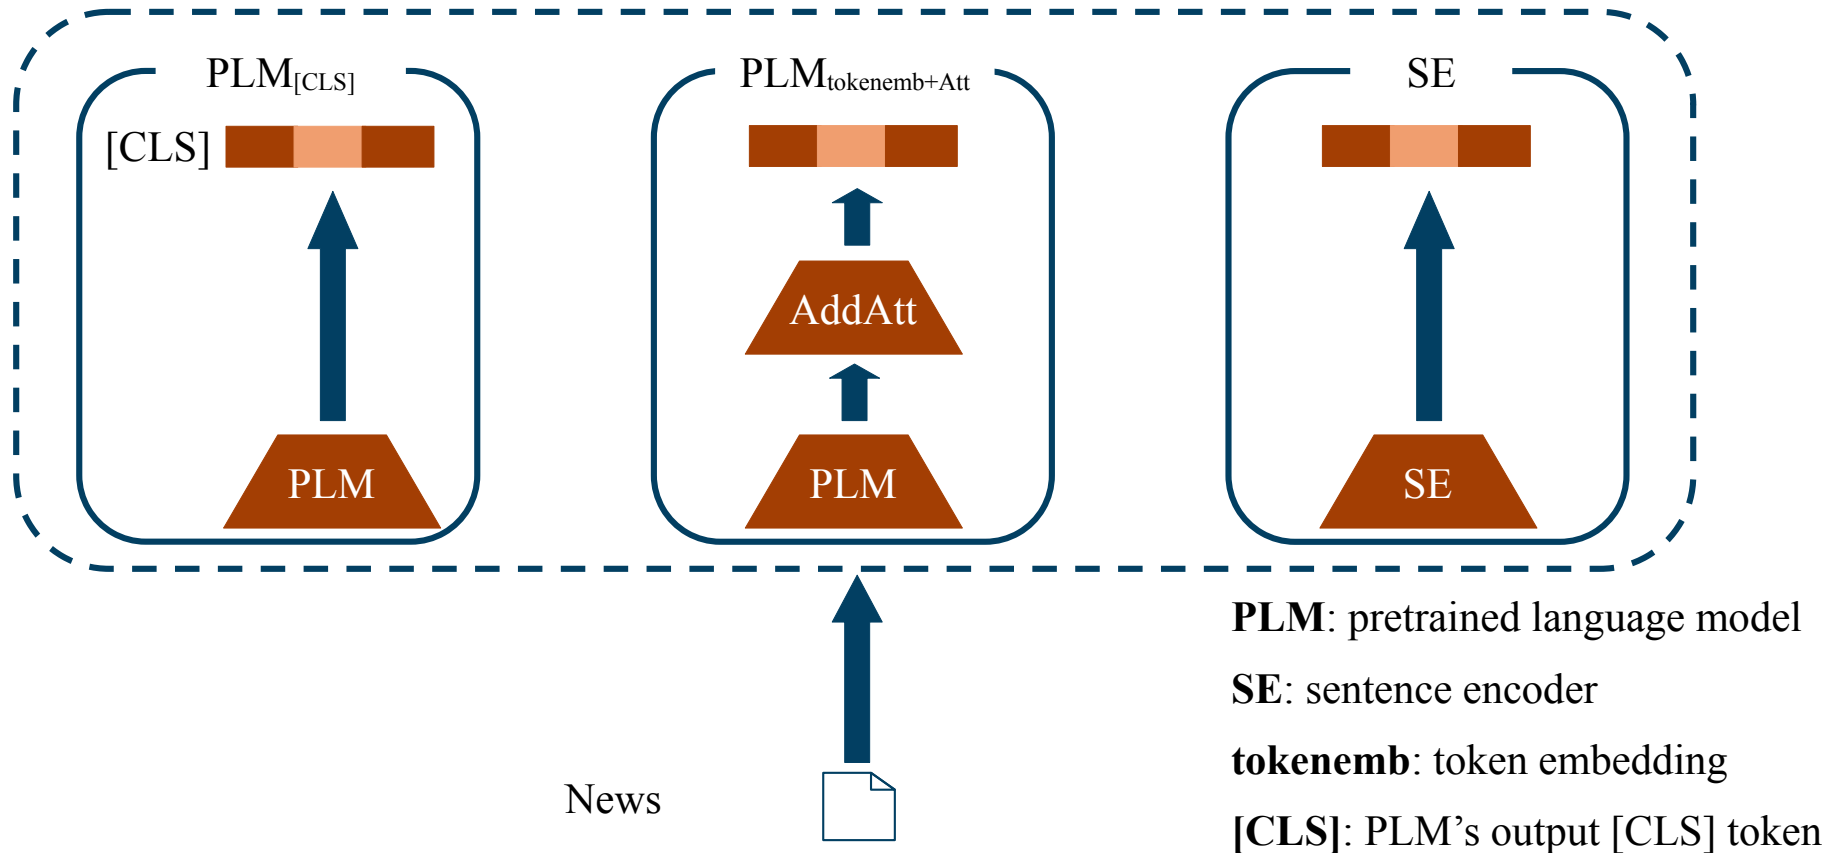 PLM[CLS]
PLMtokenemb+Att
SE
[CLS]
AddAtt
PLM
PLM
SE
PLM: pretrained language model
SE: sentence encoder
tokenemb: token embedding
News
[CLS]: PLM’s output [CLS] token